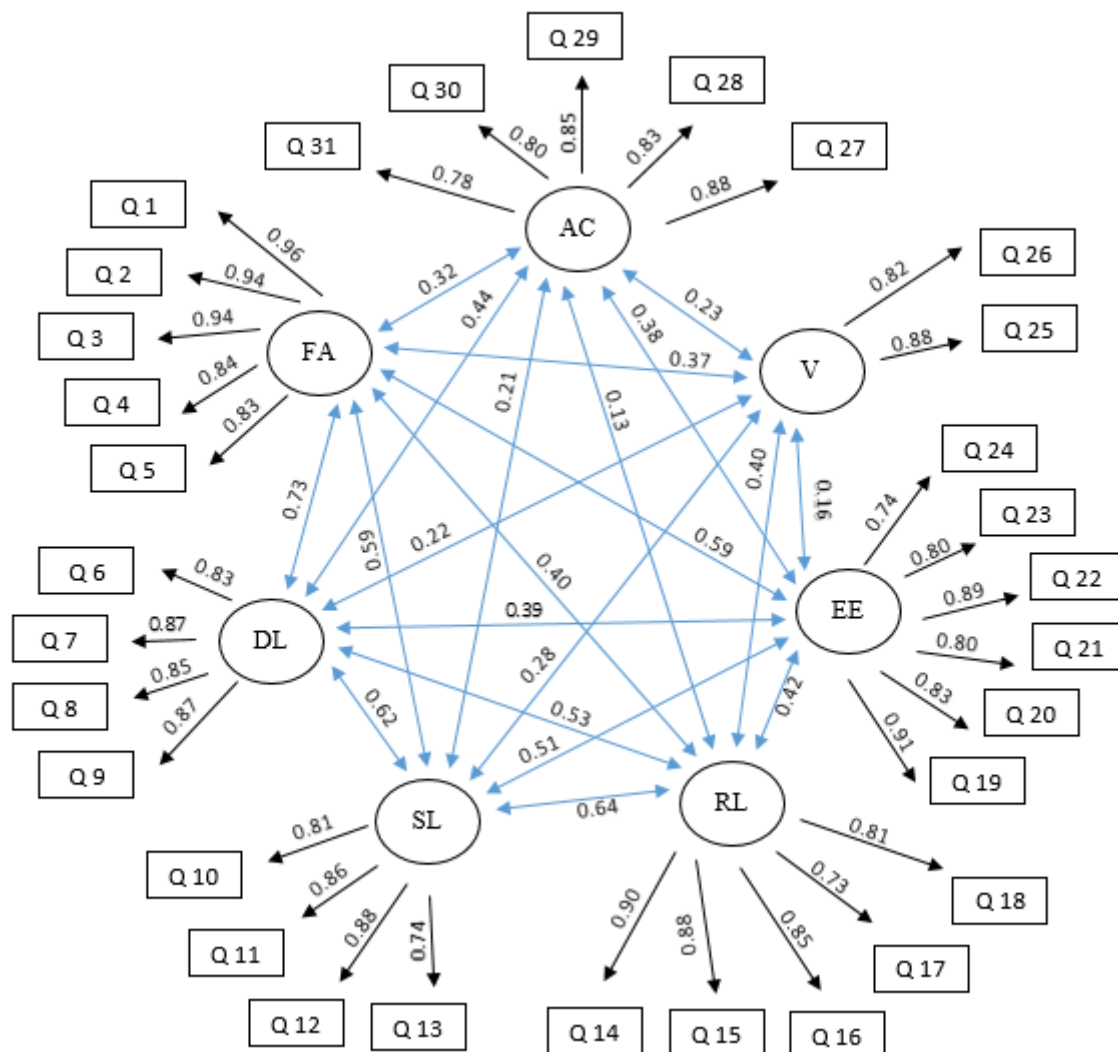 Q 29
Q 30
Q 28
Q 31
Q 27
0.85
0.80
0.83
0.78
0.88
AC
Q 1
Q 2
Q 3
Q 4
Q 5
0.96
0.94
0.94
0.84
0.83
FA
Q 26
Q 25
0.82
0.88
V
0.32
0.44
0.21
0.13
0.38
0.23
0.37
0.73
0.59
0.40
0.59
0.22
0.28
0.40
0.16
Q 24
Q 23
Q 22
Q 21
Q 20
Q 19
0.74
0.80
0.89
0.80
0.83
0.91
EE
Q 6
Q 7
Q 8
Q 9
0.83
0.87
0.85
0.87
DL
0.39
0.62
0.53
0.51
0.42
0.64
SL
0.81
0.86
0.88
0.74
Q 10
Q 11
Q 12
Q 13
RL
0.90
0.88
0.85
0.73
0.81
Q 14
Q 15
Q 16
Q 17
Q 18